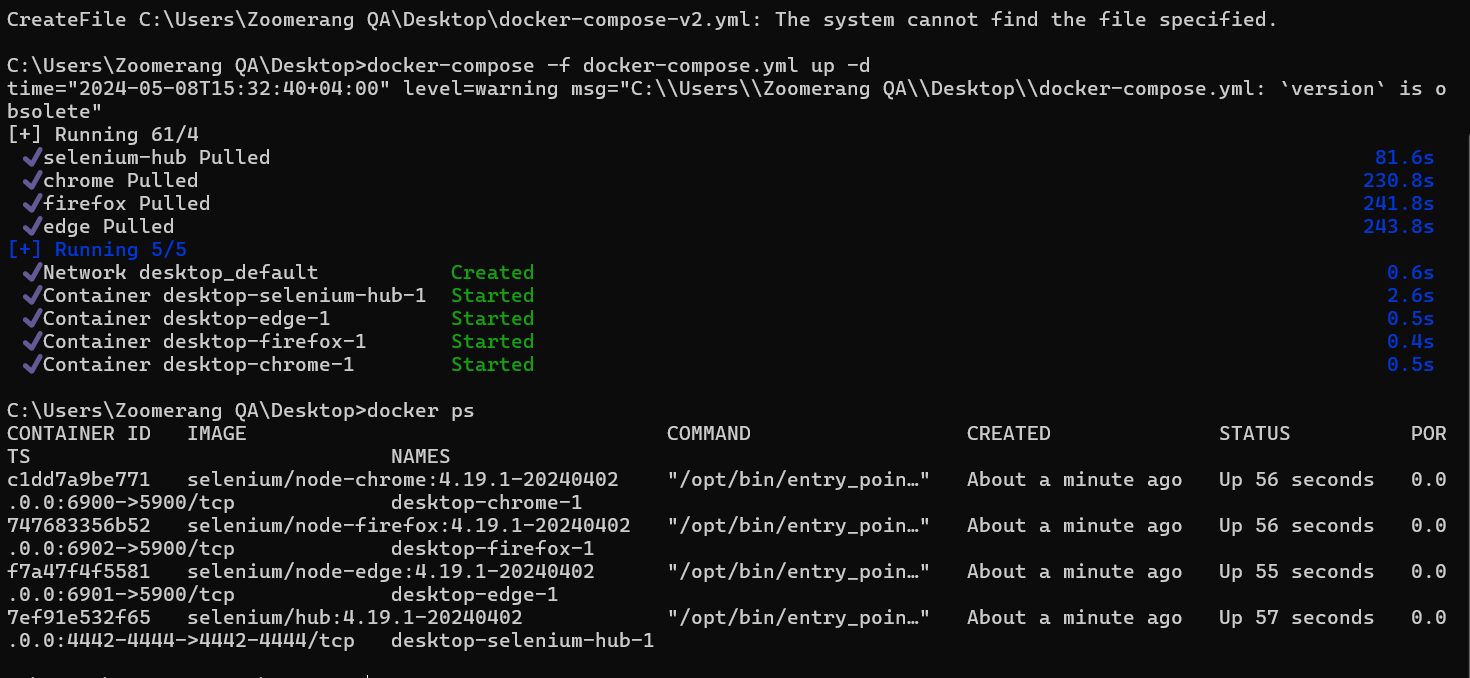 CreateFile C:\Users\Zoomerang QA\Desktop\docker-compose-v2.yml: The system cannot find the file specified.
C:\Users\Zoomerang QA\Desktop>docker-compose -f docker-compose.yml up -d
time="2024-05-08T15:32:40+04:00" level=warning msg="C:\\Users\\Zoomerang QA\\Desktop\\docker-compose.yml: `version` is o
bsolete"
[+] Running 61/4
✔selenium-hub Pulled 81.6s
✔chrome Pulled 230.8s
✔firefox Pulled 241.8s
✔edge Pulled 243.8s
[+] Running 5/5
✔Network desktop_default Created 0.6s
✔Container desktop-selenium-hub-1 Started 2.6s
✔Container desktop-edge-1 Started 0.5s
✔Container desktop-firefox-1 Started 0.4s
✔Container desktop-chrome-1 Started 0.5s
C:\Users\Zoomerang QA\Desktop>docker ps
CONTAINER ID IMAGE COMMAND CREATED STATUS POR
TS NAMES
c1dd7a9be771 selenium/node-chrome:4.19.1-20240402 "/opt/bin/entry_poin…" About a minute ago Up 56 seconds 0.0
.0.0:6900->5900/tcp desktop-chrome-1
747683356b52 selenium/node-firefox:4.19.1-20240402 "/opt/bin/entry_poin…" About a minute ago Up 56 seconds 0.0
.0.0:6902->5900/tcp desktop-firefox-1
f7a47f4f5581 selenium/node-edge:4.19.1-20240402 "/opt/bin/entry_poin…" About a minute ago Up 55 seconds 0.0
.0.0:6901->5900/tcp desktop-edge-1
7ef91e532f65 selenium/hub:4.19.1-20240402 "/opt/bin/entry_poin…" About a minute ago Up 57 seconds 0.0
.0.0:4442-4444->4442-4444/tcp desktop-selenium-hub-1